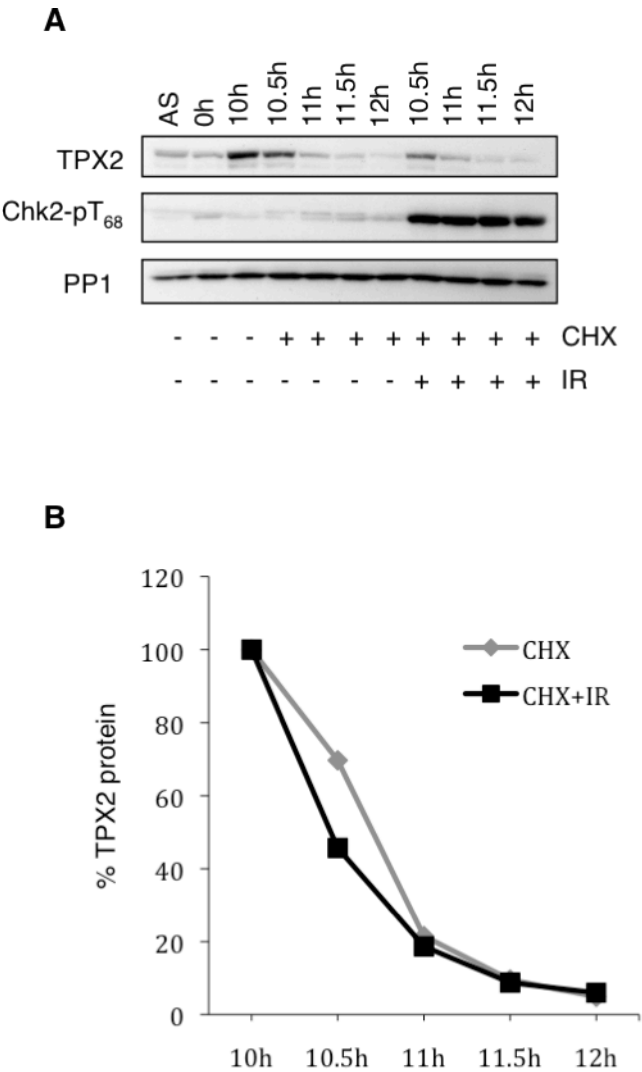 A
AS 0h 10h 10.5h 11h 11.5h 12h 10.5h 11h 11.5h 12h
TPX2
Chk2-pT68
PP1
- - - + + + + + + + + CHX
- - - - - - - + + + + IR
B
120
100
80
60
40
20
0
% TPX2 protein
CHX
CHX+IR
10h 10.5h 11h 11.5h 12h